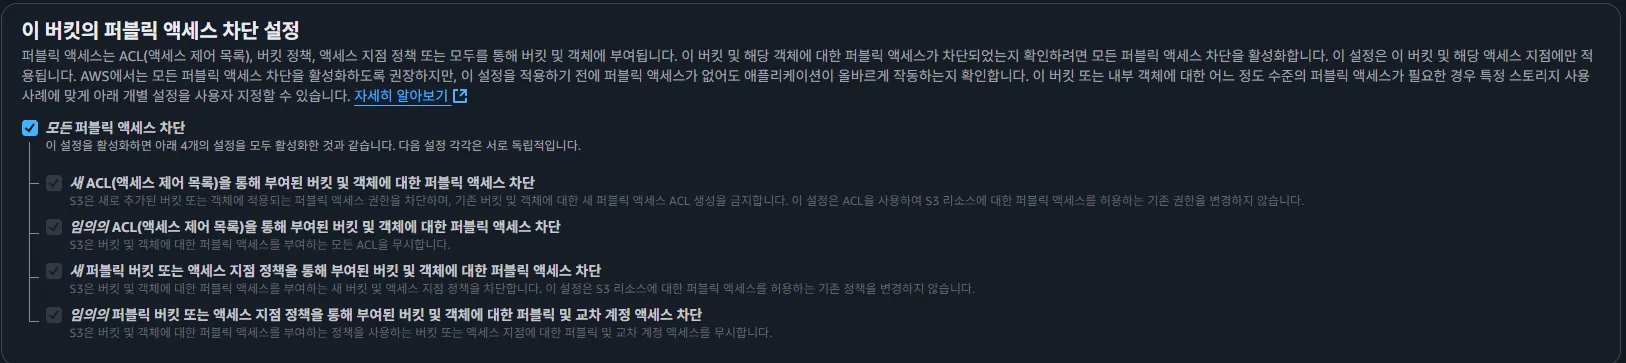 이 버킷의 퍼블릭 액세스 차단 설정
퍼블릭 액세스는 ACL(액세스 제어 목록), 버킷 정책, 액세스 지점 정책 또는 모두를 통해 버킷 및 객체에 부여됩니다. 이 버킷 및 해당 객체에 대한 퍼블릭 액세스가 차단되었는지 확인하려면 모든 퍼블릭 액세스 차단을 활성화합니다. 이 설정은 이 버킷 및 해당 액세스 지점에만 적
용됩니다. AWS에서는 모든 퍼블릭 액세스 차단을 활성화하도록 권장하지만, 이 설정을 적용하기 전에 퍼블릭 액세스가 없어도 애플리케이션이 올바르게 작동하는지 확인합니다. 이 버킷 또는 내부 객체에 대한 어느 정도 수준의 퍼블릭 액세스가 필요한 경우 특정 스토리지 사용
사례에 맞게 아래 개별 설정을 사용자 지정할 수 있습니다. 자세히 알아보기
모든 퍼블릭 액세스 차단
이 설정을 활성화하면 아래 4개의 설정을 모두 활성화한 것과 같습니다. 다음 설정 각각은 서로 독립적입니다.
새 ACL(액세스 제어 목록)을 통해 부여된 버킷 및 객체에 대한 퍼블릭 액세스 차단
S3은 새로 추가된 버킷 또는 객체에 적용되는 퍼블릭 액세스 권한을 차단하며, 기존 버킷 및 객체에 대한 새 퍼블릭 액세스 ACL 생성을 금지합니다. 이 설정은 ACL을 사용하여 S3 리소스에 대한 퍼블릭 액세스를 허용하는 기존 권한을 변경하지 않습니다.
임의의 ACL(액세스 제어 목록)을 통해 부여된 버킷 및 객체에 대한 퍼블릭 액세스 차단
S3은 버킷 및 객체에 대한 퍼블릭 액세스를 부여하는 모든 ACL을 무시합니다.
새 퍼블릭 버킷 또는 액세스 지점 정책을 통해 부여된 버킷 및 객체에 대한 퍼블릭 액세스 차단
S3은 버킷 및 객체에 대한 퍼블릭 액세스를 부여하는 새 버킷 및 액세스 지점 정책을 차단합니다. 이 설정은 S3 리소스에 대한 퍼블릭 액세스를 허용하는 기존 정책을 변경하지 않습니다.
임의의 퍼블릭 버킷 또는 액세스 지점 정책을 통해 부여된 버킷 및 객체에 대한 퍼블릭 및 교차 계정 액세스 차단
S3은 버킷 및 객체에 대한 퍼블릭 액세스를 부여하는 정책을 사용하는 버킷 또는 액세스 지점에 대한 퍼블릭 및 교차 계정 액세스를 무시합니다.